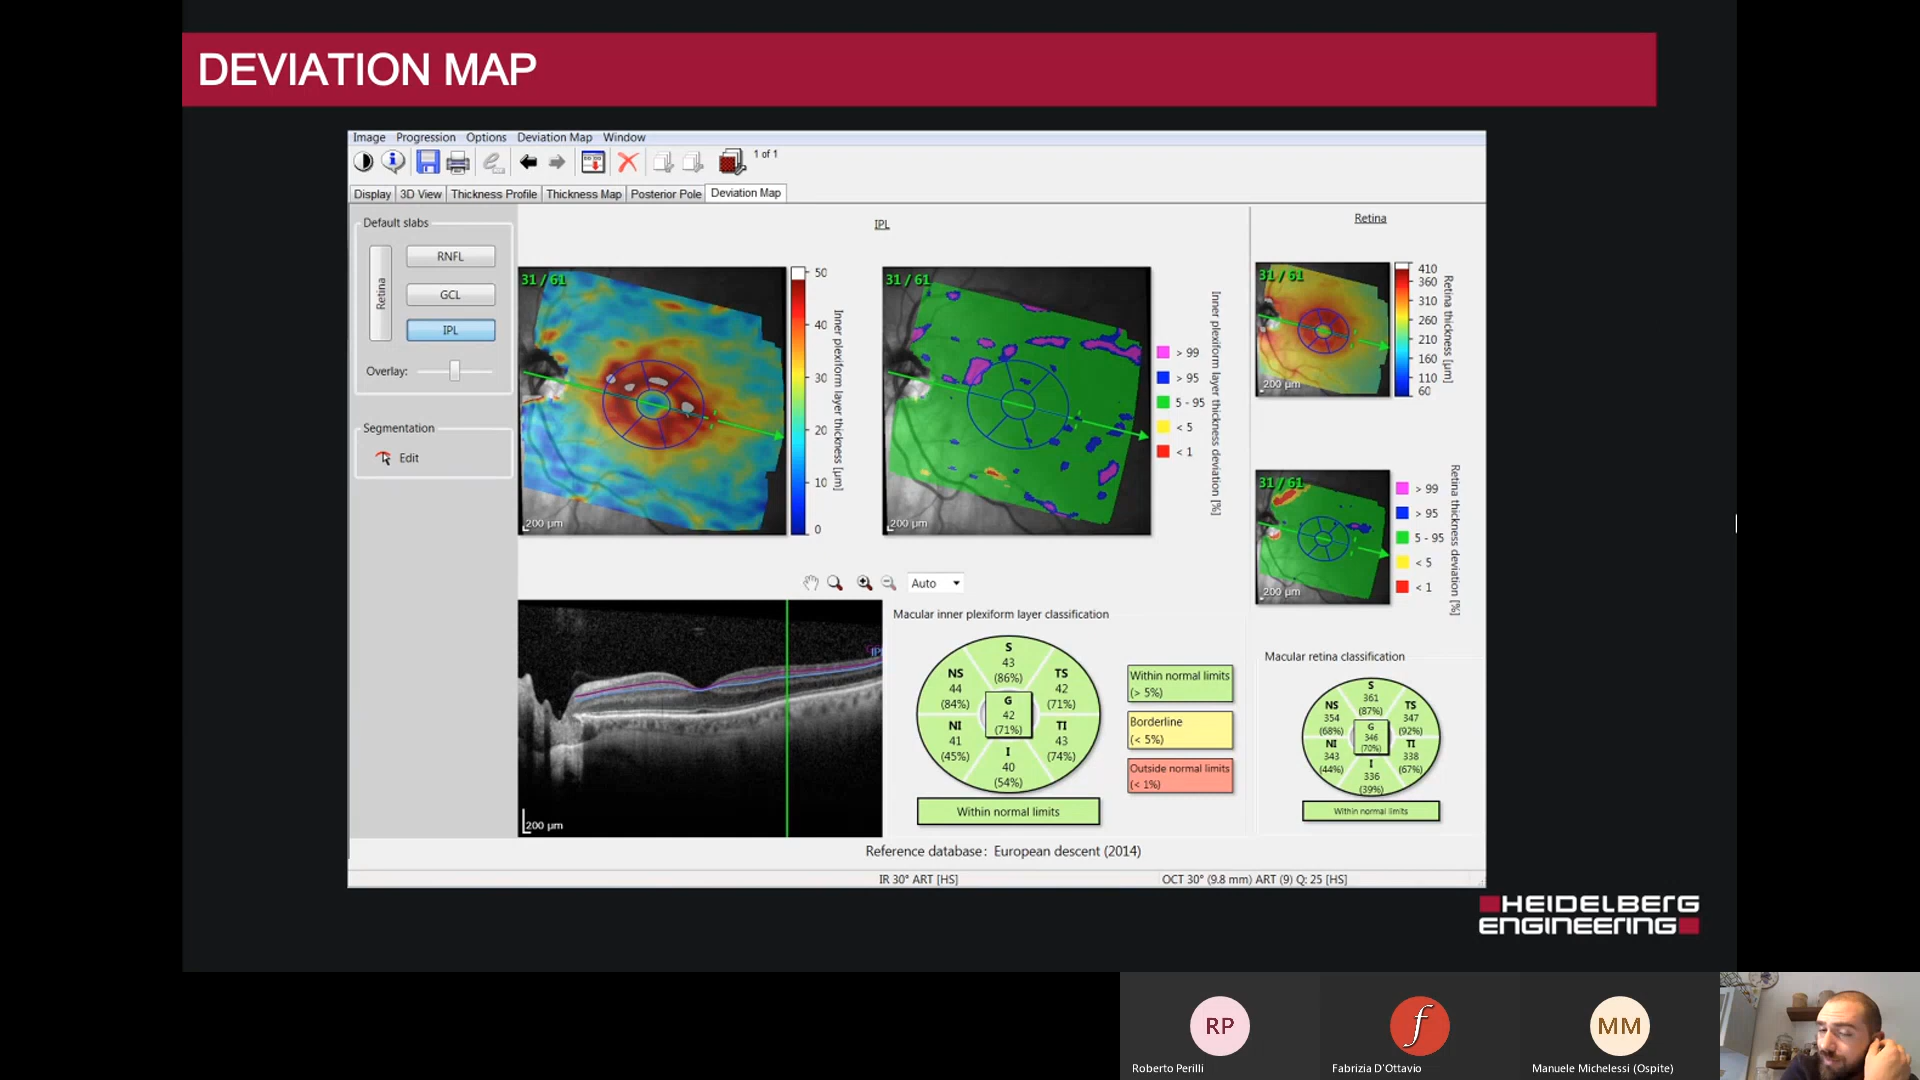 DEVIATION MAP
Image Progression Options Deviation Map Window
1 of 1
Display 3D View Thickness Profile Thickness Map Posterior Pole Deviation Map
Default slabs
Retina
RNFL
GCL
IPL
Overlay:
Segmentation
Edit
IPL
31 / 61
200 µm
50
40
30
20
10
0
Inner plexiform layer thickness [µm]
31 / 61
200 µm
> 99
> 95
5 - 95
< 5
< 1
Inner plexiform layer thickness deviation [%]
Retina
31 / 61
200 µm
410
360
310
260
210
160
110
60
Retina thickness [µm]
31 / 61
200 µm
> 99
> 95
5 - 95
< 5
< 1
Retina thickness deviation [%]
Auto
200 µm
Macular inner plexiform layer classification
S
43
(86%)
NS
44
(84%)
TS
42
(71%)
G
42
(71%)
NI
41
(45%)
TI
43
(74%)
I
40
(54%)
Within normal limits
Within normal limits
(> 5%)
Borderline
(< 5%)
Outside normal limits
(< 1%)
Macular retina classification
S
361
(87%)
NS
354
(68%)
TS
347
(92%)
G
346
(70%)
NI
343
(44%)
TI
338
(67%)
I
336
(39%)
Within normal limits
Reference database: European descent (2014)
IR 30° ART [HS]
OCT 30° (9.8 mm) ART (9) Q: 25 [HS]
HEIDELBERG
ENGINEERING
RP
Roberto Perilli
f
Fabrizia D'Ottavio
MM
Manuele Michelessi (Ospite)